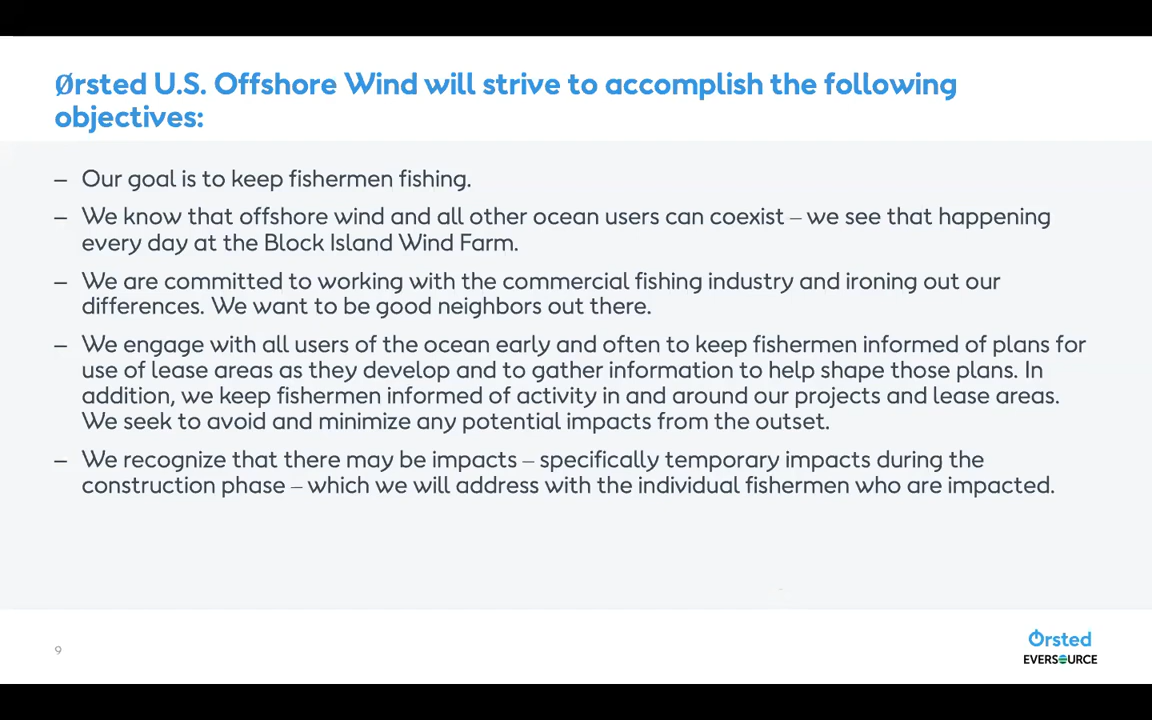 Ørsted U.S. Offshore Wind will strive to accomplish the following
objectives:
– Our goal is to keep fishermen fishing.
– We know that offshore wind and all other ocean users can coexist – we see that happening
every day at the Block Island Wind Farm.
– We are committed to working with the commercial fishing industry and ironing out our
differences. We want to be good neighbors out there.
– We engage with all users of the ocean early and often to keep fishermen informed of plans for
use of lease areas as they develop and to gather information to help shape those plans. In
addition, we keep fishermen informed of activity in and around our projects and lease areas.
We seek to avoid and minimize any potential impacts from the outset.
– We recognize that there may be impacts – specifically temporary impacts during the
construction phase – which we will address with the individual fishermen who are impacted.
9
Ørsted
EVERSOURCE